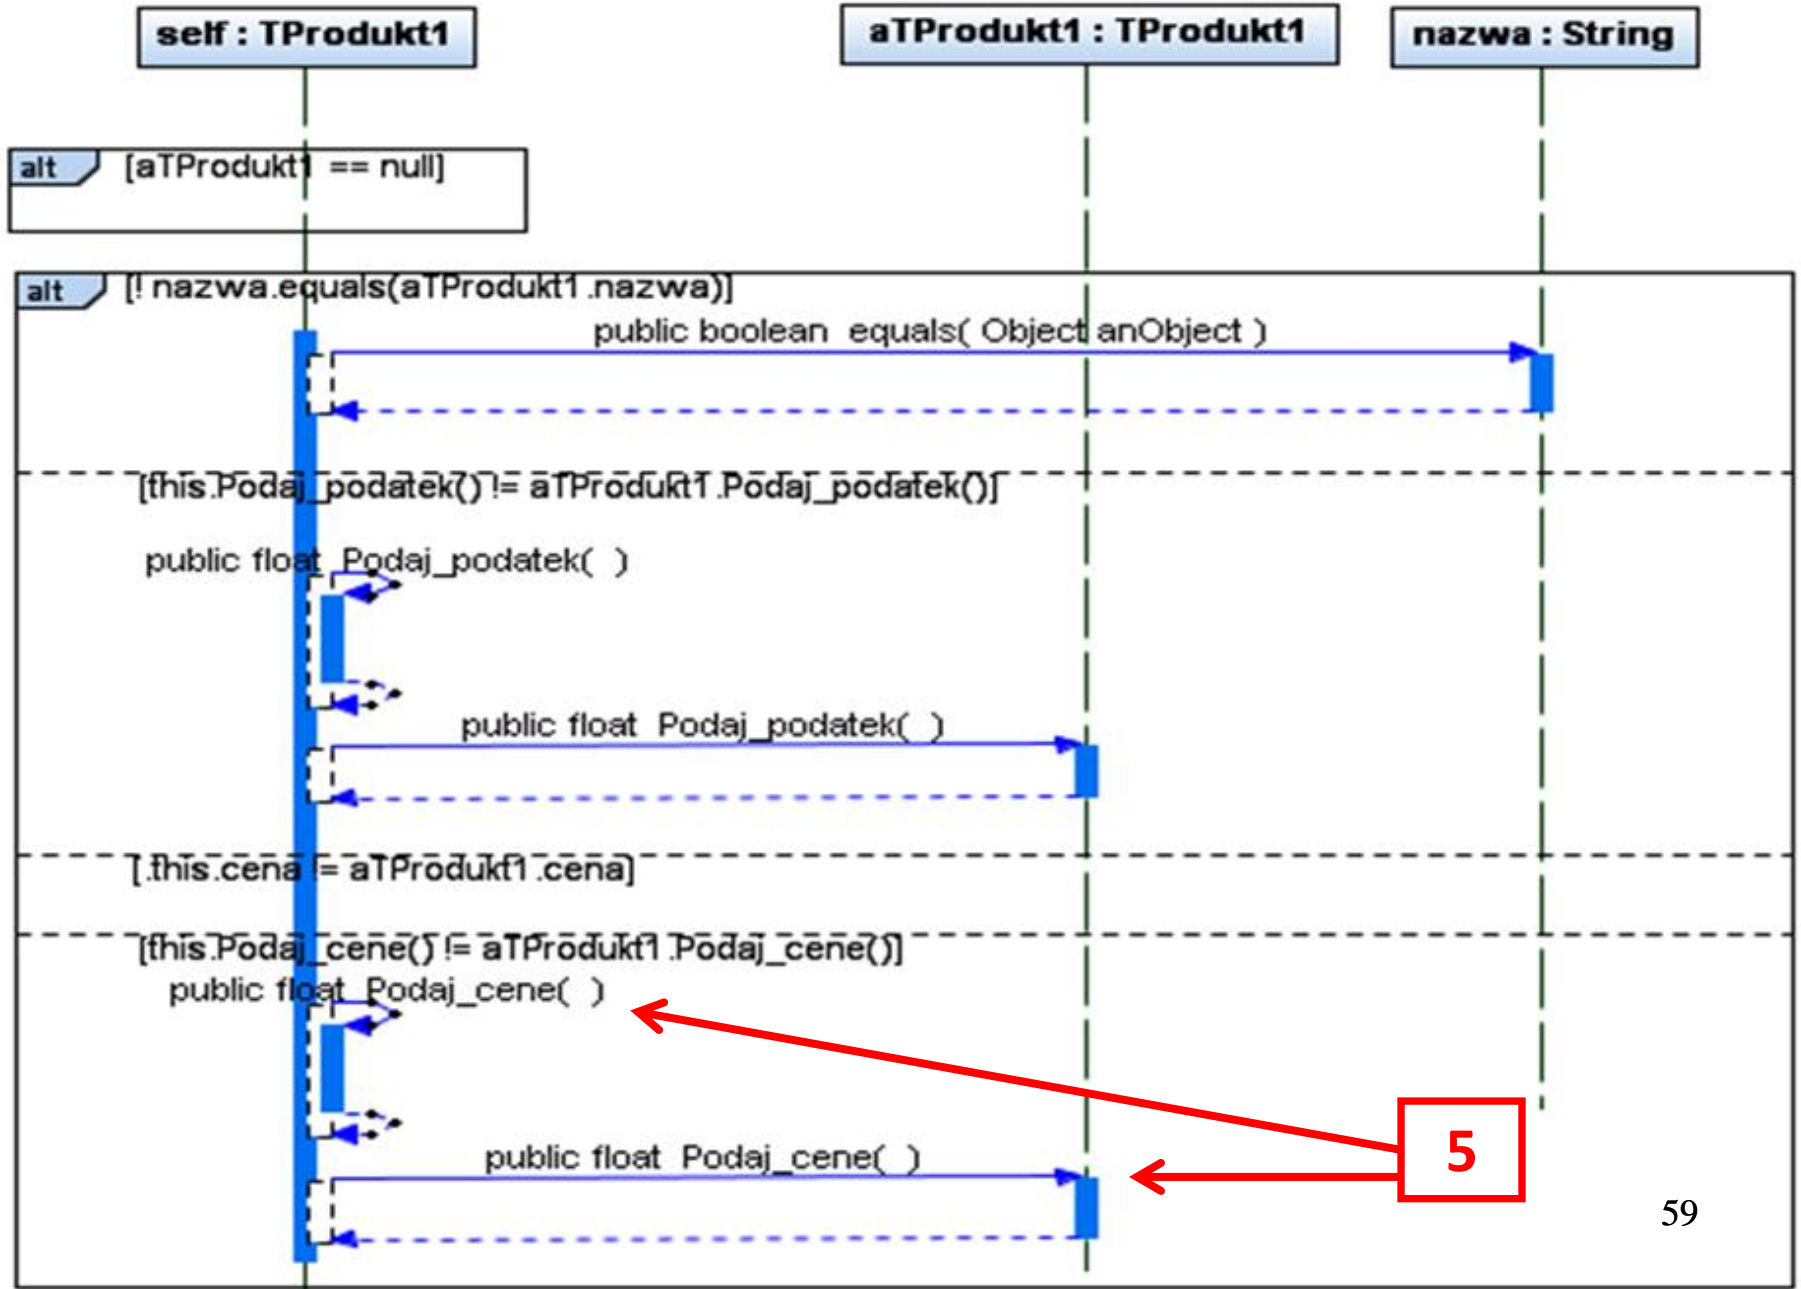 self : TProdukt1
aTProdukt1 : TProdukt1
nazwa : String
alt [aTProdukt1 == null]
alt [! nazwa.equals(aTProdukt1.nazwa)]
public boolean equals( Object anObject )
[this.Podaj_podatek() != aTProdukt1.Podaj_podatek()]
public float Podaj_podatek( )
public float Podaj_podatek( )
[.this.cena != aTProdukt1.cena]
[this.Podaj_cene() != aTProdukt1.Podaj_cene()]
public float Podaj_cene( )
5
public float Podaj_cene( )
59